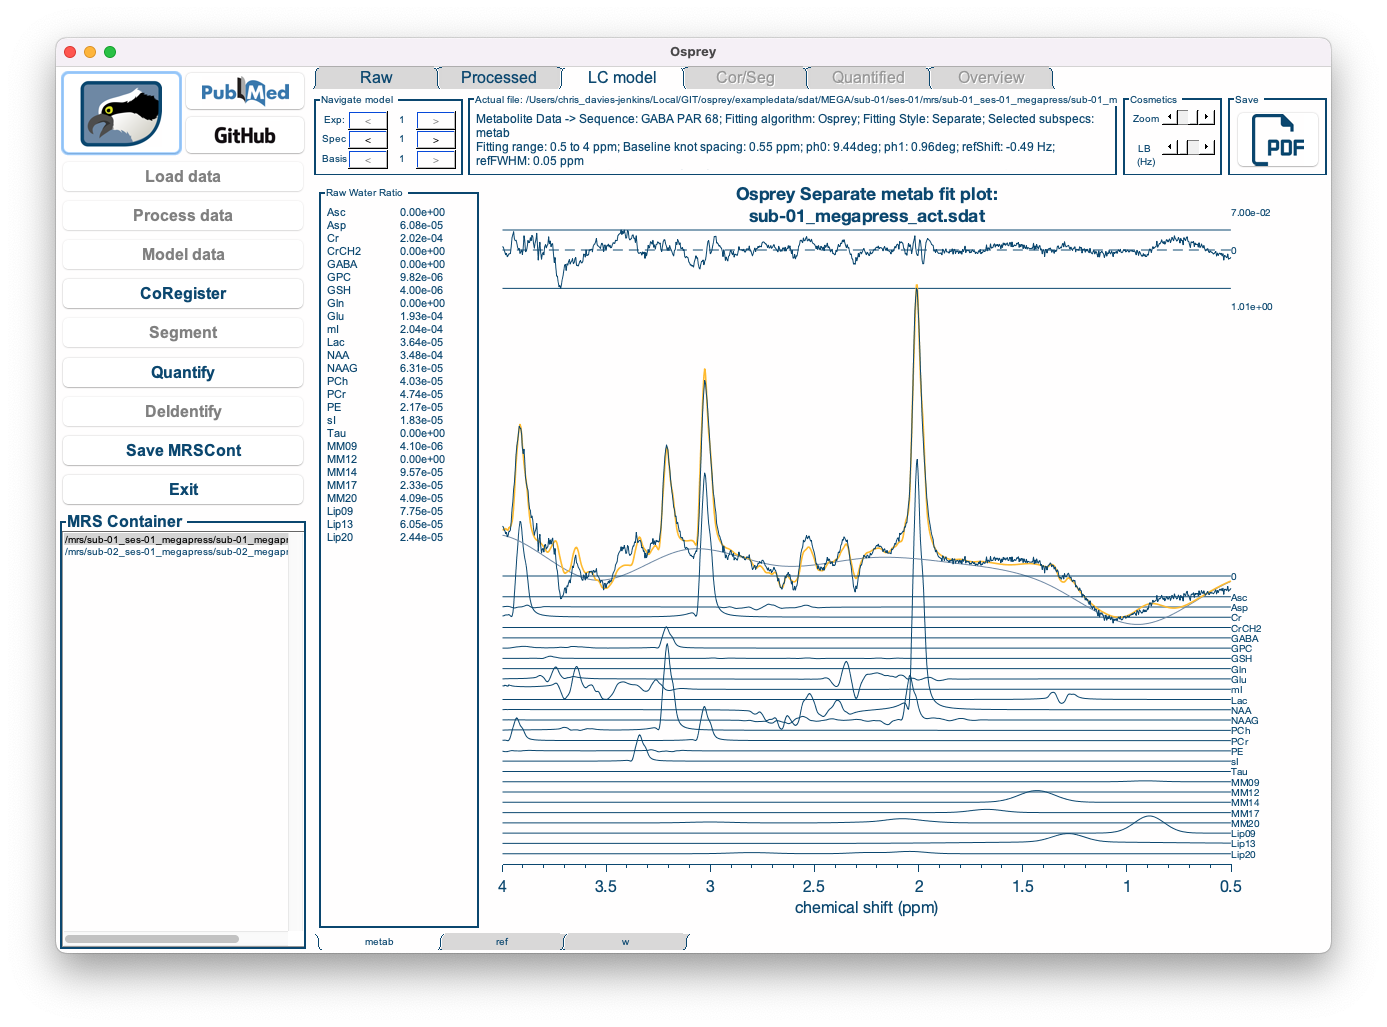 Osprey
PubMed
GitHub
Load data
Process data
Model data
CoRegister
Segment
Quantify
DeIdentify
Save MRSCont
Exit
MRS Container
/mrs/sub-01_ses-01_megapress/sub-01_megapr
/mrs/sub-02_ses-01_megapress/sub-02_megapr
Raw Processed LC model Cor/Seg Quantified Overview
Navigate model
Exp: < 1 >
Spec < 1 >
Basis < 1 >
Actual file: /Users/chris_davies-jenkins/Local/GIT/osprey/exampledata/sdat/MEGA/sub-01/ses-01/mrs/sub-01_ses-01_megapress/sub-01_m
Metabolite Data -> Sequence: GABA PAR 68; Fitting algorithm: Osprey; Fitting Style: Separate; Selected subspecs:
metab
Fitting range: 0.5 to 4 ppm; Baseline knot spacing: 0.55 ppm; ph0: 9.44deg; ph1: 0.96deg; refShift: -0.49 Hz;
refFWHM: 0.05 ppm
Cosmetics
Zoom
LB
(Hz)
Save
PDF
Raw Water Ratio
Asc 0.00e+00
Asp 6.08e-05
Cr 2.02e-04
CrCH2 0.00e+00
GABA 0.00e+00
GPC 9.82e-06
GSH 4.00e-06
Gln 0.00e+00
Glu 1.93e-04
mI 2.04e-04
Lac 3.64e-05
NAA 3.48e-04
NAAG 6.31e-05
PCh 4.03e-05
PCr 4.74e-05
PE 2.17e-05
sI 1.83e-05
Tau 0.00e+00
MM09 4.10e-06
MM12 0.00e+00
MM14 9.57e-05
MM17 2.33e-05
MM20 4.09e-05
Lip09 7.75e-05
Lip13 6.05e-05
Lip20 2.44e-05
Osprey Separate metab fit plot:
sub-01_megapress_act.sdat
7.00e-02
0
1.01e+00
0
Asc
Asp
Cr
CrCH2
GABA
GPC
GSH
Gln
Glu
mI
Lac
NAA
NAAG
PCh
PCr
PE
sI
Tau
MM09
MM12
MM14
MM17
MM20
Lip09
Lip13
Lip20
4 3.5 3 2.5 2 1.5 1 0.5
chemical shift (ppm)
metab ref w